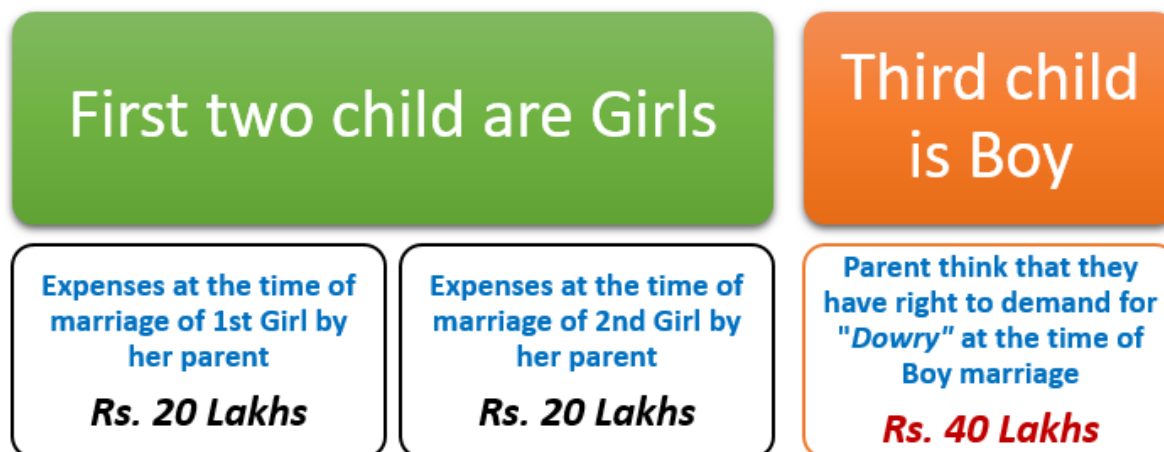 First two child are Girls
Third child
is Boy
Expenses at the time of
marriage of 1st Girl by
her parent
Rs. 20 Lakhs
Expenses at the time of
marriage of 2nd Girl by
her parent
Rs. 20 Lakhs
Parent think that they
have right to demand for
"Dowry" at the time of
Boy marriage
Rs. 40 Lakhs